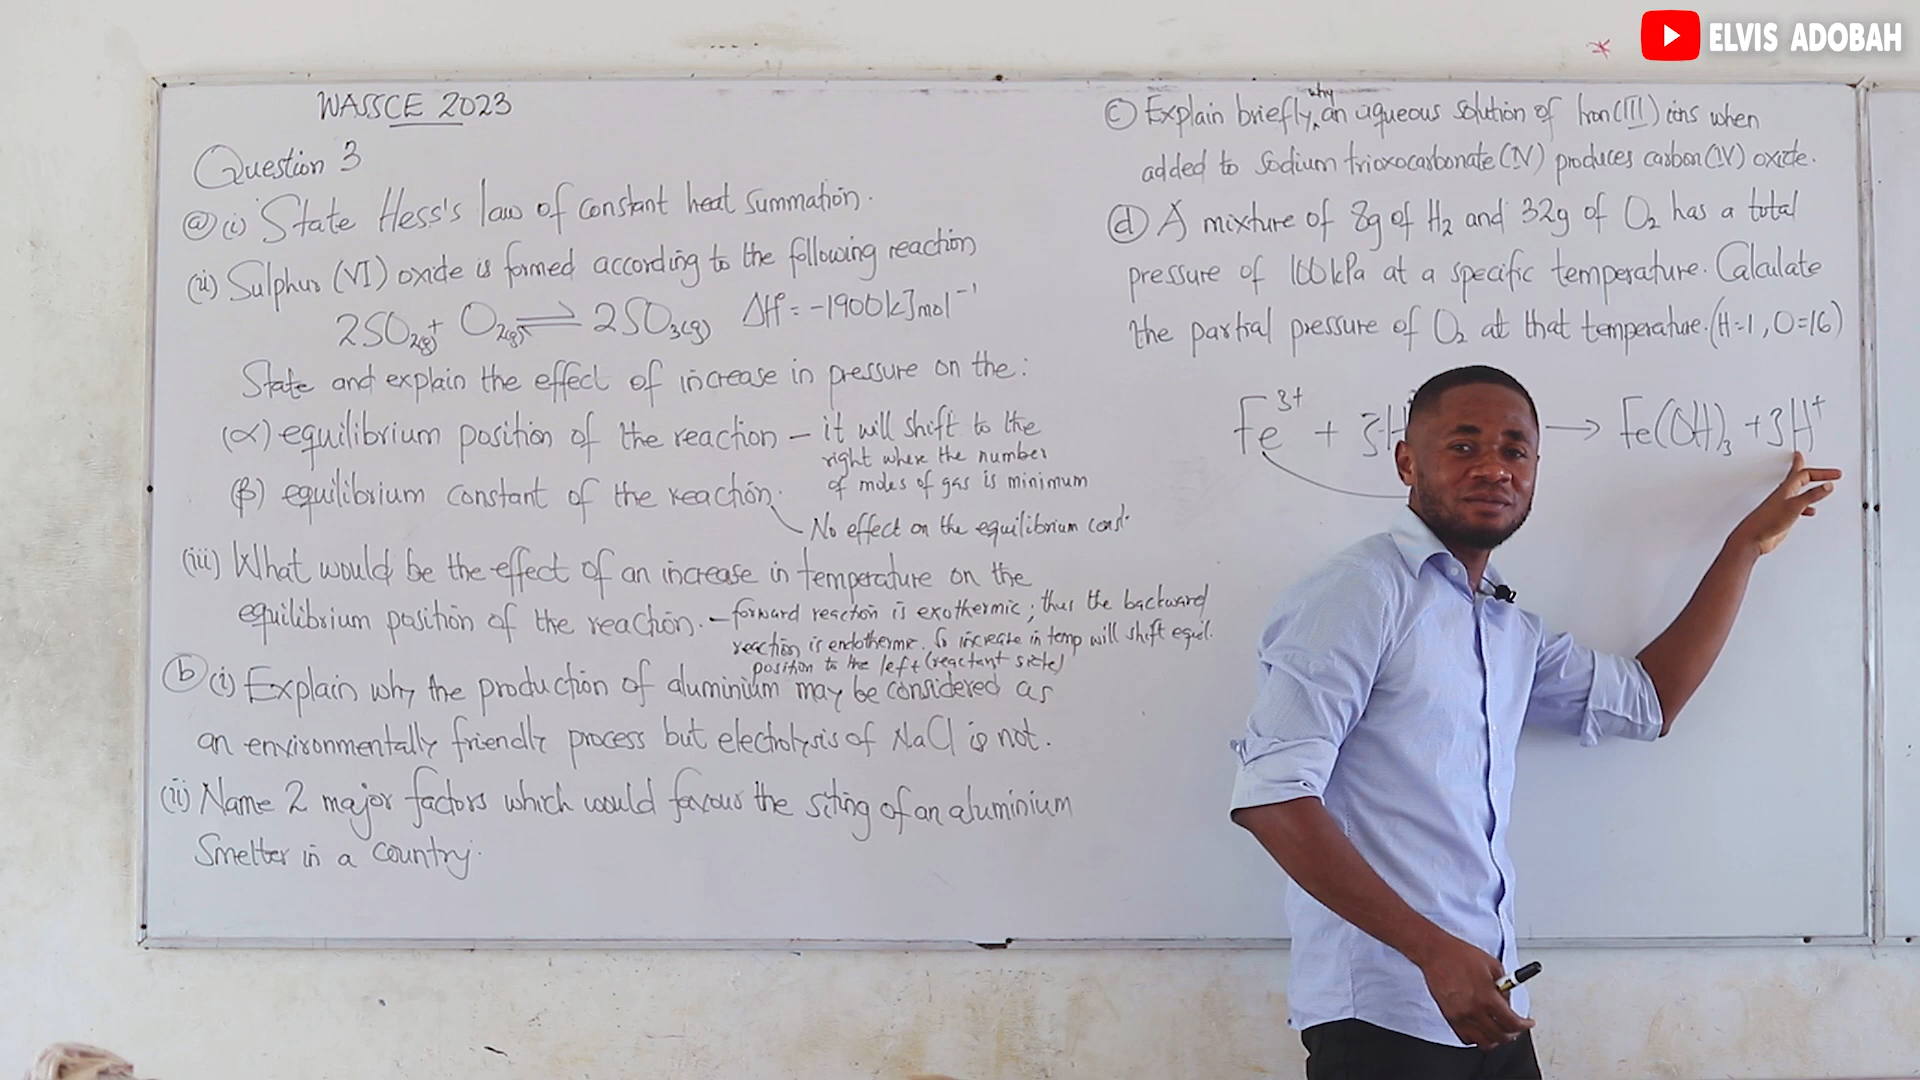 ELVIS ADOBAH
WASSCE 2023
Question 3
(a) (i) State Hess's law of constant heat summation.
(ii) Sulphur (VI) oxide is formed according to the following reaction
2SO2(g) + O2(g) ⇌ 2SO3(g) ΔH° = -1900kJmol⁻¹
State and explain the effect of increase in pressure on the:
(α) equilibrium position of the reaction – it will shift to the
right where the number
of moles of gas is minimum
(β) equilibrium constant of the reaction.
No effect on the equilibrium const.
(iii) What would be the effect of an increase in temperature on the
equilibrium position of the reaction. – forward reaction is exothermic; thus the backward
reaction is endothermic. So increase in temp will shift equil.
position to the left (reactant side)
(b) (i) Explain why the production of aluminium may be considered as
an environmentally friendly process but electrolysis of NaCl is not.
(ii) Name 2 major factors which would favour the siting of an aluminium
Smelter in a country.
(c) Explain briefly, why an aqueous solution of Iron(III) ions when
added to Sodium trioxocarbonate(IV) produces carbon(IV) oxide.
(d) A mixture of 8g of H2 and 32g of O2 has a total
pressure of 100kPa at a specific temperature. Calculate
the partial pressure of O2 at that temperature. (H=1, O=16)
Fe³⁺ + 3H → Fe(OH)3 + 3H⁺